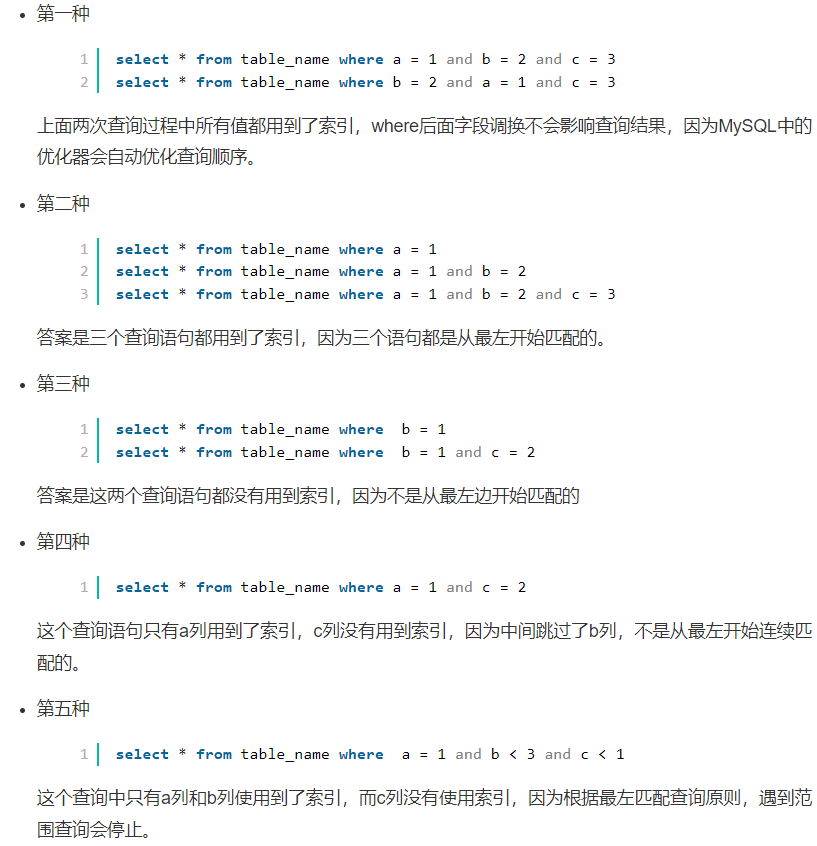 第一种
1 select * from table_name where a = 1 and b = 2 and c = 3
2 select * from table_name where b = 2 and a = 1 and c = 3
上面两次查询过程中所有值都用到了索引，where后面字段调换不会影响查询结果，因为MySQL中的
优化器会自动优化查询顺序。
第二种
1 select * from table_name where a = 1
2 select * from table_name where a = 1 and b = 2
3 select * from table_name where a = 1 and b = 2 and c = 3
答案是三个查询语句都用到了索引，因为三个语句都是从最左开始匹配的。
第三种
1 select * from table_name where  b = 1
2 select * from table_name where  b = 1 and c = 2
答案是这两个查询语句都没有用到索引，因为不是从最左边开始匹配的
第四种
1 select * from table_name where a = 1 and c = 2
这个查询语句只有a列用到了索引，c列没有用到索引，因为中间跳过了b列，不是从最左开始连续匹
配的。
第五种
1 select * from table_name where  a = 1 and b < 3 and c < 1
这个查询中只有a列和b列使用到了索引，而c列没有使用索引，因为根据最左匹配查询原则，遇到范
围查询会停止。